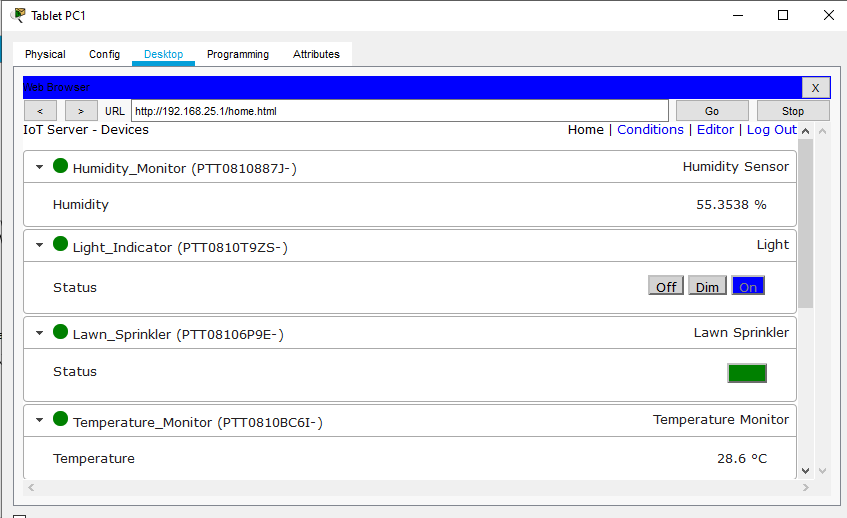 Tablet PC1
Physical Config Desktop Programming Attributes
Web Browser X
< > URL http://192.168.25.1/home.html Go Stop
IoT Server - Devices Home | Conditions | Editor | Log Out
Humidity_Monitor (PTT0810887J-) Humidity Sensor
Humidity 55.3538 %
Light_Indicator (PTT0810T9ZS-) Light
Status Off Dim On
Lawn_Sprinkler (PTT08106P9E-) Lawn Sprinkler
Status
Temperature_Monitor (PTT0810BC6I-) Temperature Monitor
Temperature 28.6 °C